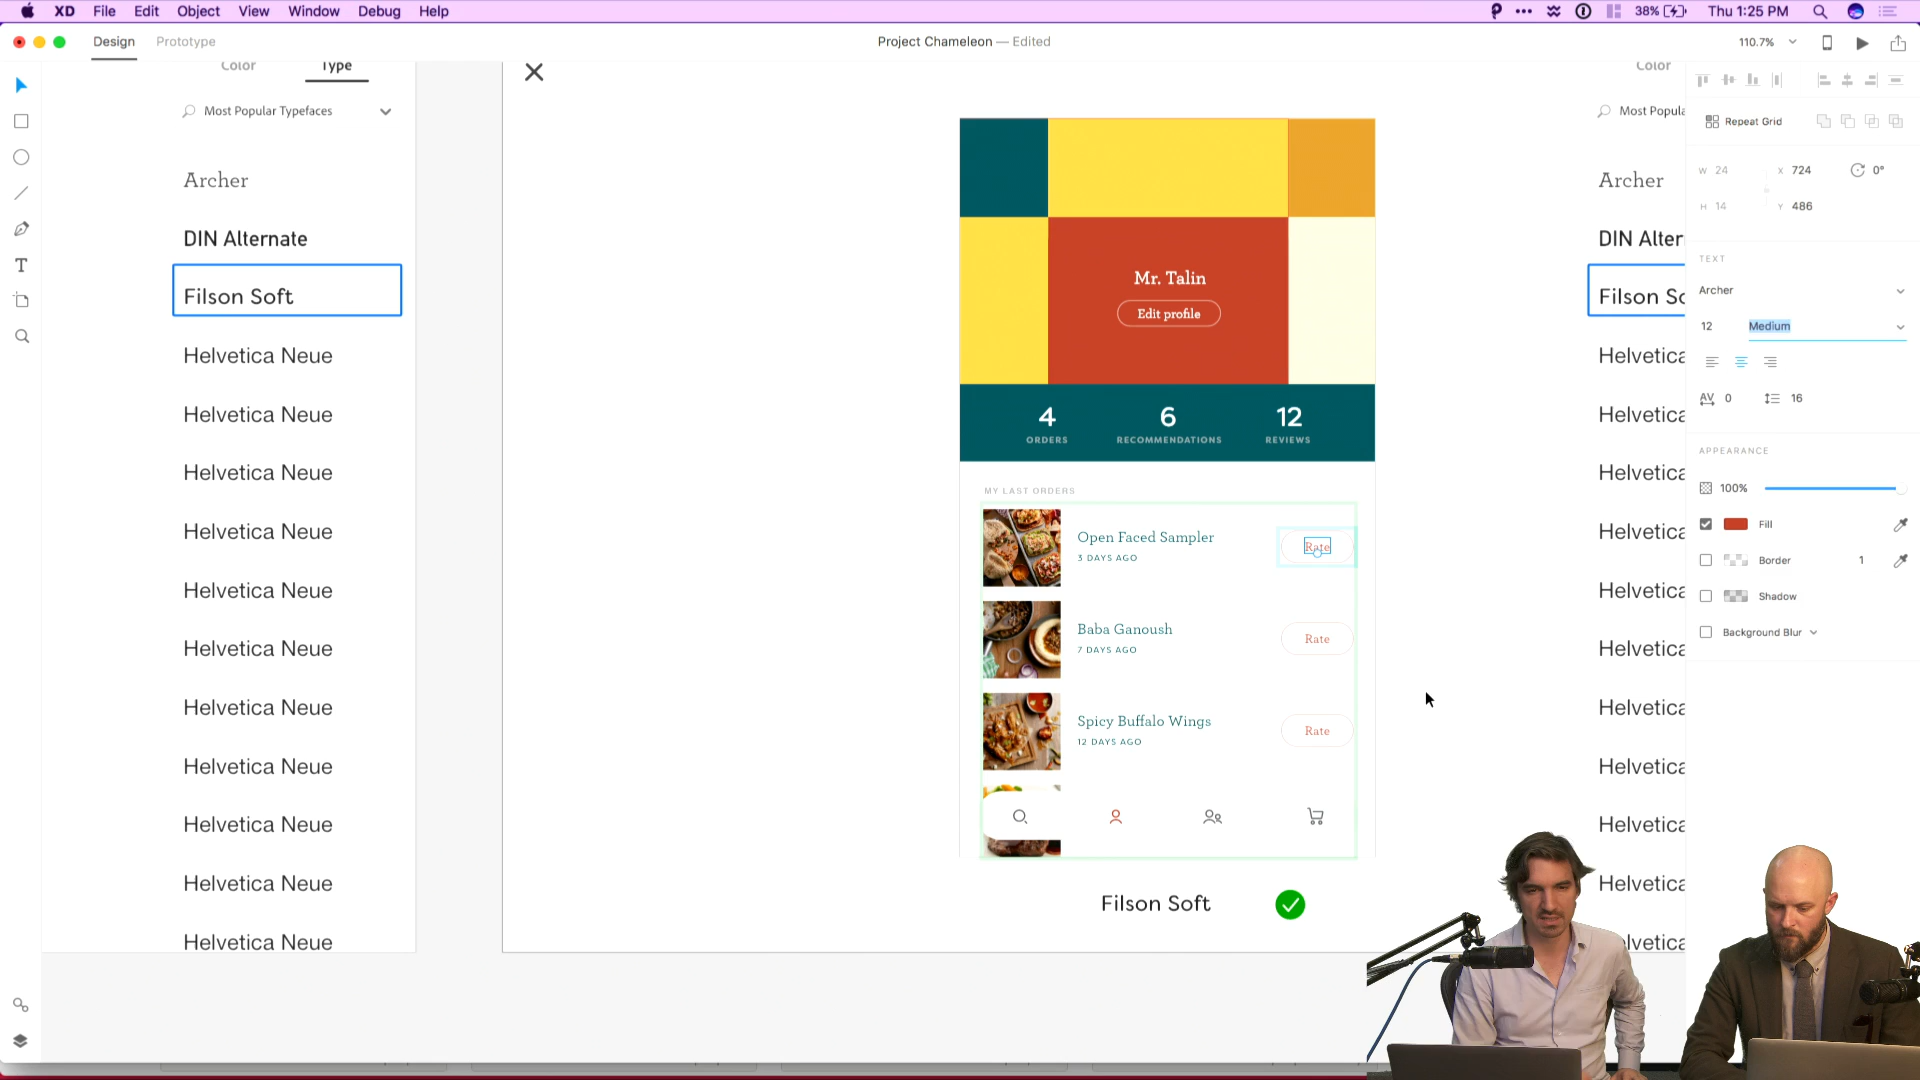 XD File Edit Object View Window Debug Help
38% Thu 1:25 PM
Design Prototype
Project Chameleon — Edited
110.7%
Color Type
Most Popular Typefaces
Archer
DIN Alternate
Filson Soft
Helvetica Neue
Helvetica Neue
Helvetica Neue
Helvetica Neue
Helvetica Neue
Helvetica Neue
Helvetica Neue
Helvetica Neue
Helvetica Neue
Helvetica Neue
Helvetica Neue
Mr. Talin
Edit profile
4 6 12
ORDERS RECOMMENDATIONS REVIEWS
MY LAST ORDERS
Open Faced Sampler
3 DAYS AGO
Rate
Baba Ganoush
7 DAYS AGO
Rate
Spicy Buffalo Wings
12 DAYS AGO
Rate
Filson Soft
Color
Most Popula
Archer
DIN Alter
Filson So
Helvetica
Helvetica
Helvetica
Helvetica
Helvetica
Helvetica
Helvetica
Helvetica
Helvetica
Helvetica
lvetica
Repeat Grid
W 24 X 724 0°
H 14 Y 486
TEXT
Archer
12 Medium
AV 0 16
APPEARANCE
100%
Fill
Border 1
Shadow
Background Blur